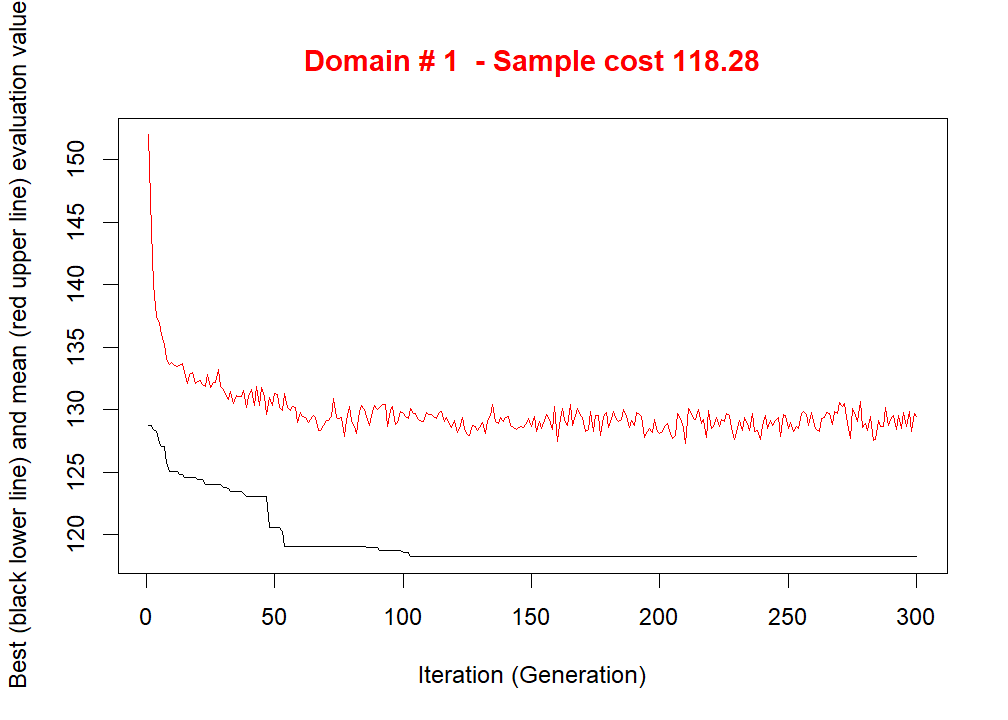 Domain # 1  - Sample cost 118.28
Best (black lower line) and mean (red upper line) evaluation value
150
145
140
135
130
125
120
0 50 100 150 200 250 300
Iteration (Generation)